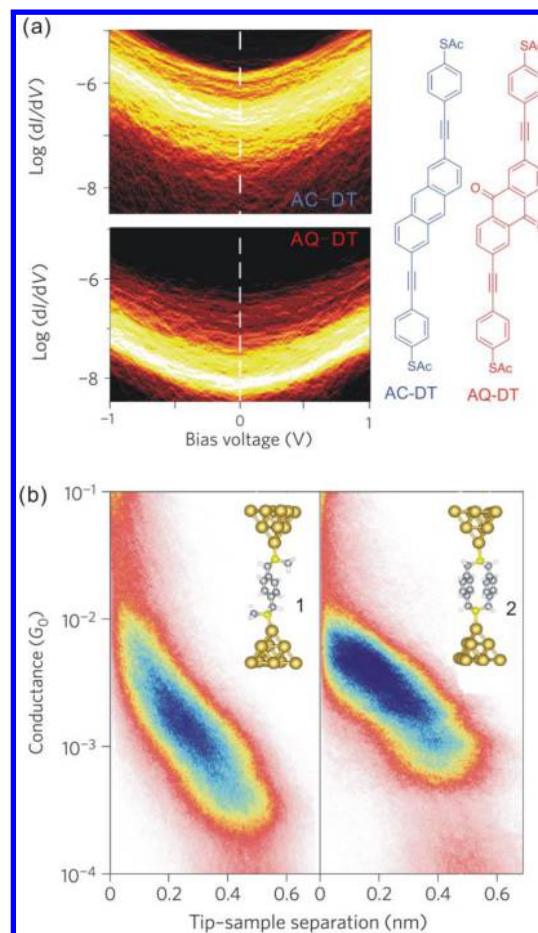 (a)
SAc
SAc
Log (dI/dV)
−6
−8
AC–DT
O
O
Log (dI/dV)
−6
−8
AQ–DT
SAc
SAc
−1
0
1
Bias voltage (V)
AC-DT
AQ-DT
(b)
Conductance (G0)
10−1
10−2
10−3
10−4
1
2
0
0.2
0.4
0.6
0
0.2
0.4
0.6
Tip–sample separation (nm)